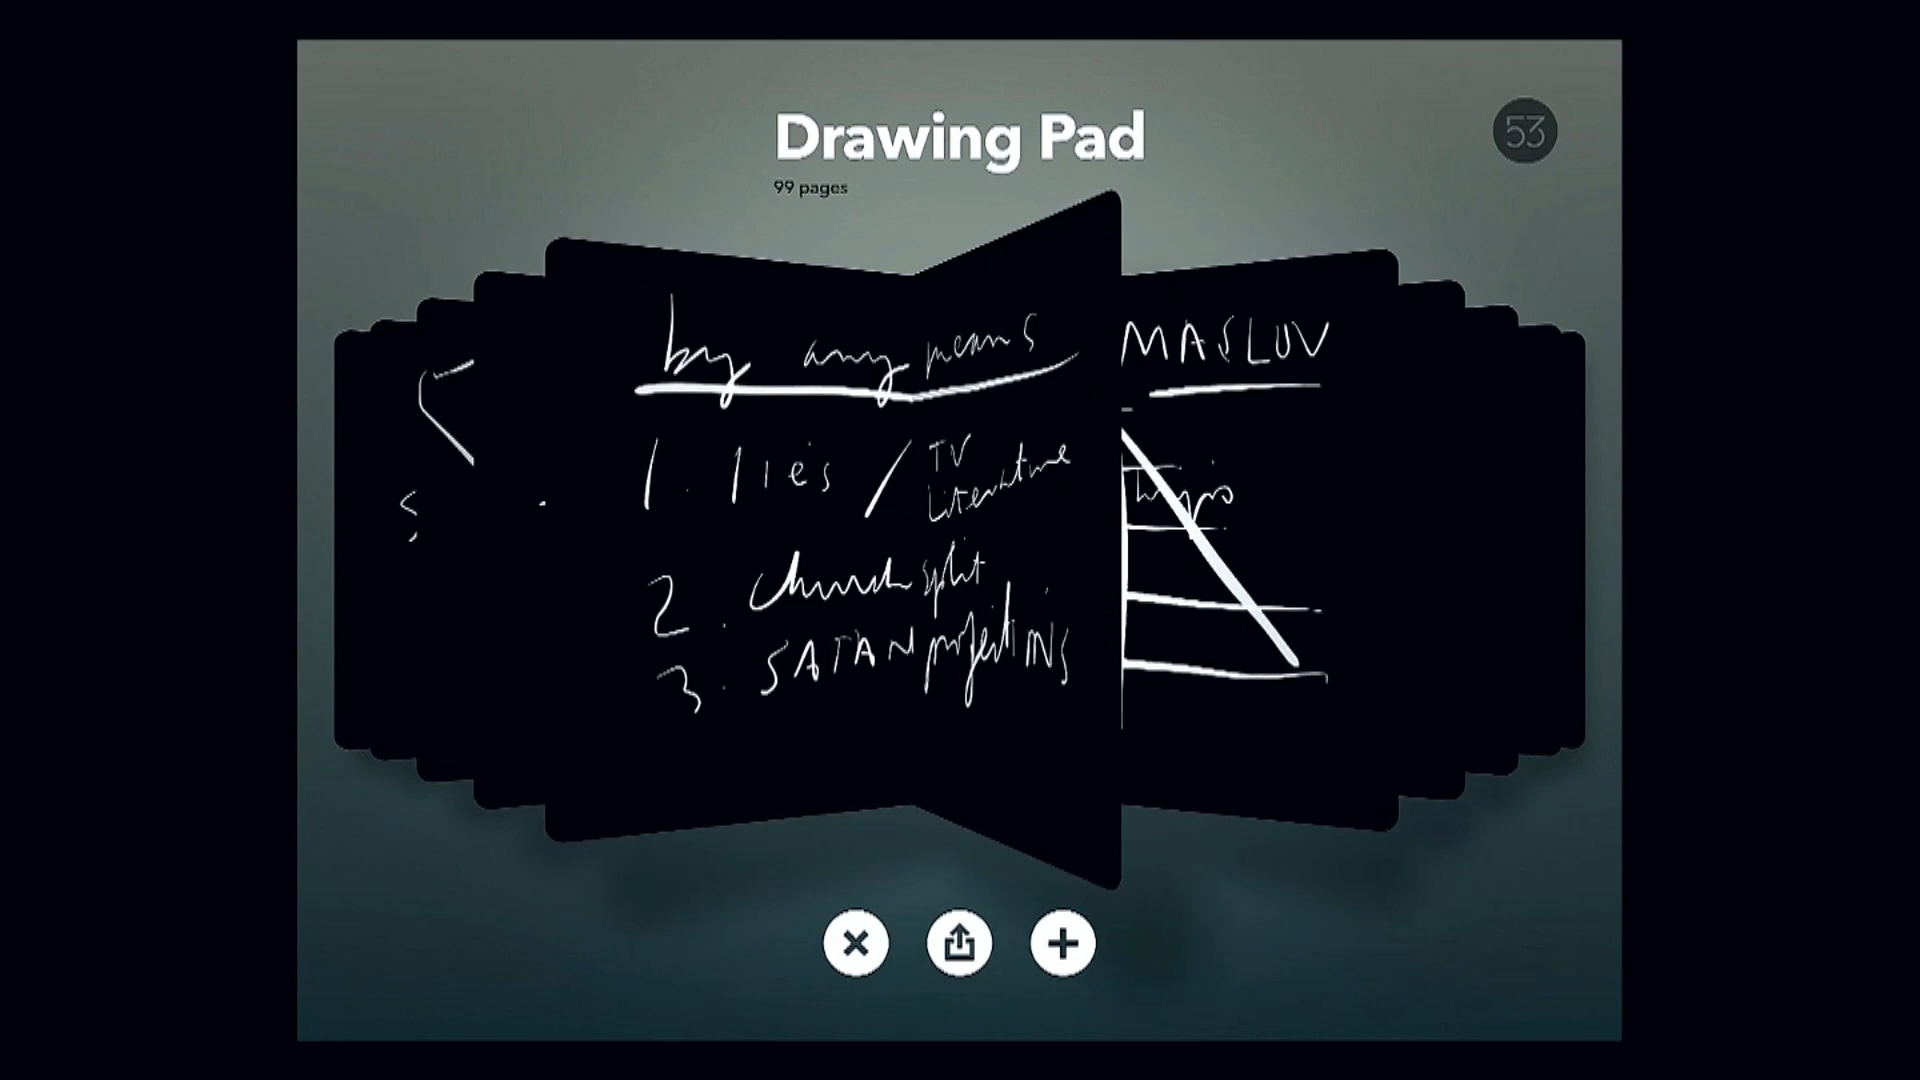 Drawing Pad
99 pages
53
by any means
1. lies / TV
Literature
2. church split
3. SATAN projections
MASLOV
S